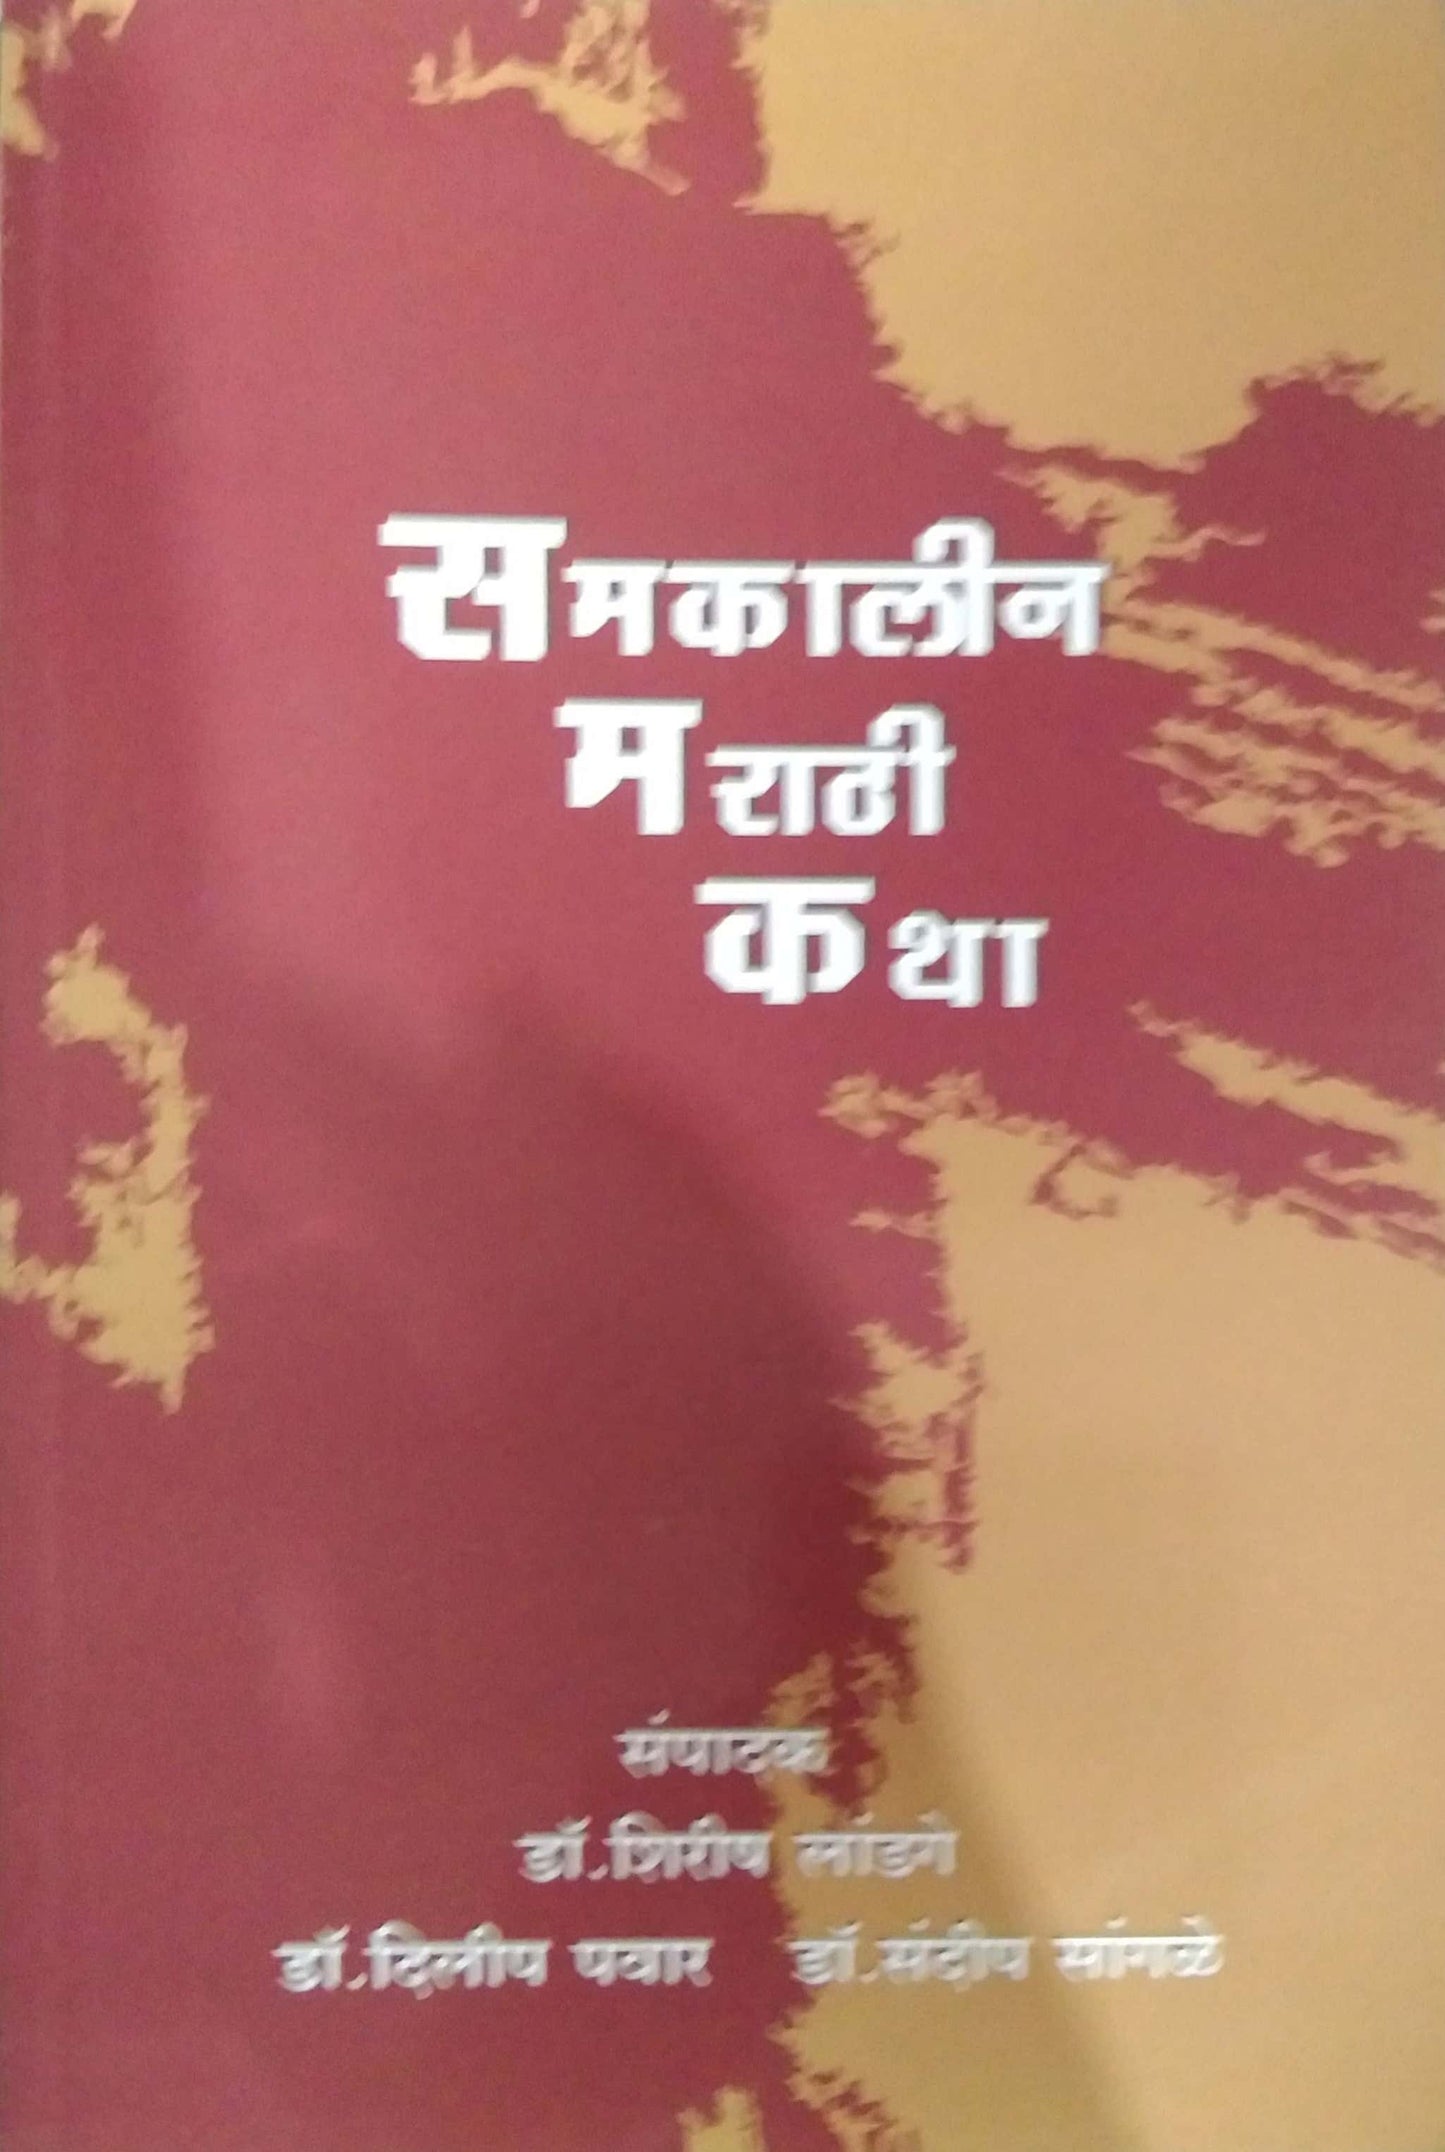 समकालीन
मराठी
कथा
संपादक
डॉ.शिरीष लांडगे
डॉ.दिलीप पवार डॉ.संदीप सांगळे